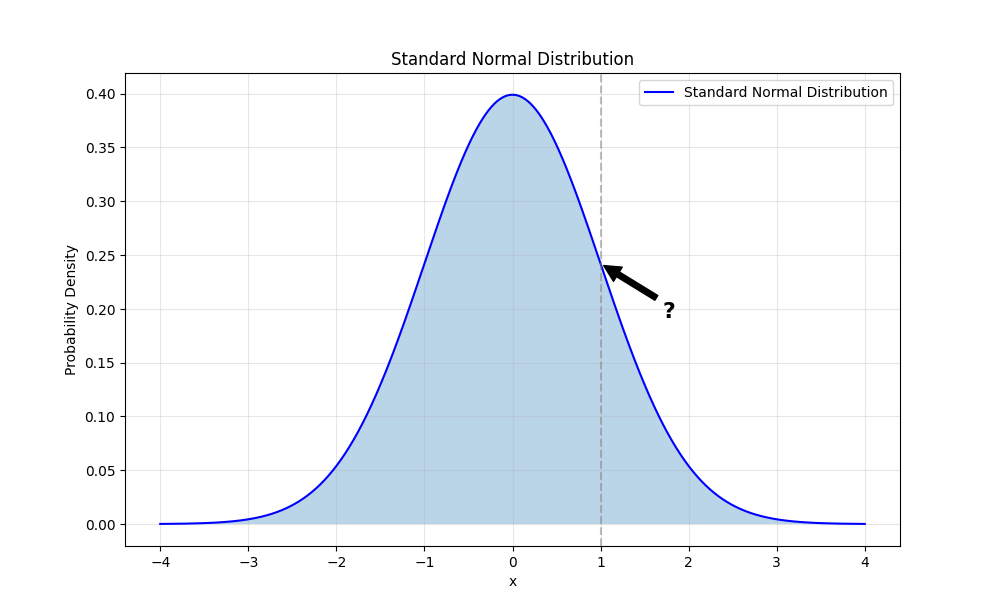 Standard Normal Distribution
Standard Normal Distribution
0.40
0.35
0.30
0.25
0.20
0.15
0.10
0.05
0.00
Probability Density
?
−4 −3 −2 −1 0 1 2 3 4
x